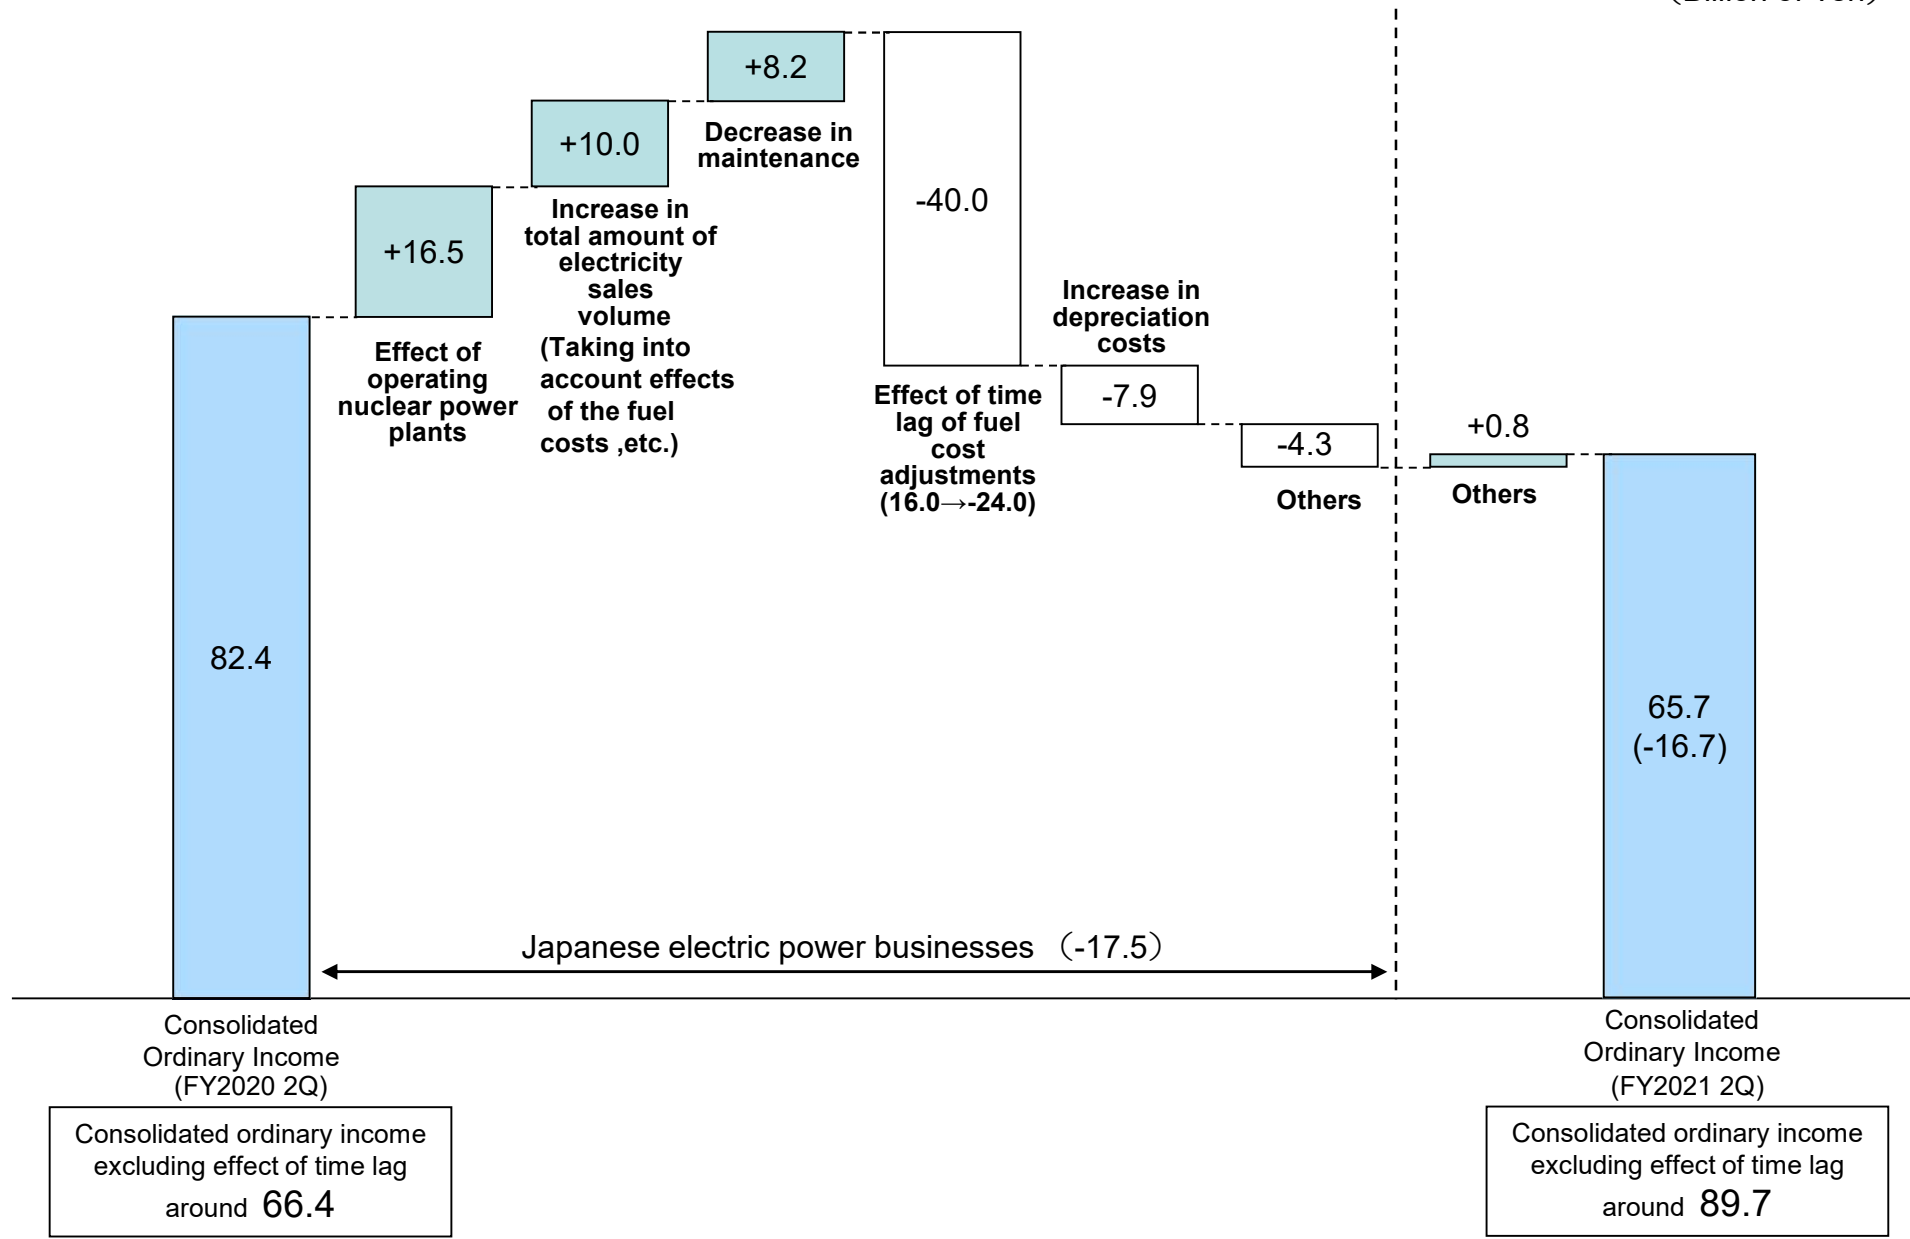 +8.2
Decrease in
maintenance
+10.0
Increase in
total amount of
electricity
sales
volume
(Taking into
account effects
of the fuel
costs ,etc.)
+16.5
Effect of
operating
nuclear power
plants
-40.0
Effect of time
lag of fuel
cost
adjustments
(16.0→-24.0)
Increase in
depreciation
costs
-7.9
-4.3
Others
+0.8
Others
82.4
65.7
(-16.7)
Japanese electric power businesses （-17.5）
Consolidated
Ordinary Income
(FY2020 2Q)
Consolidated ordinary income
excluding effect of time lag
around 66.4
Consolidated
Ordinary Income
(FY2021 2Q)
Consolidated ordinary income
excluding effect of time lag
around 89.7